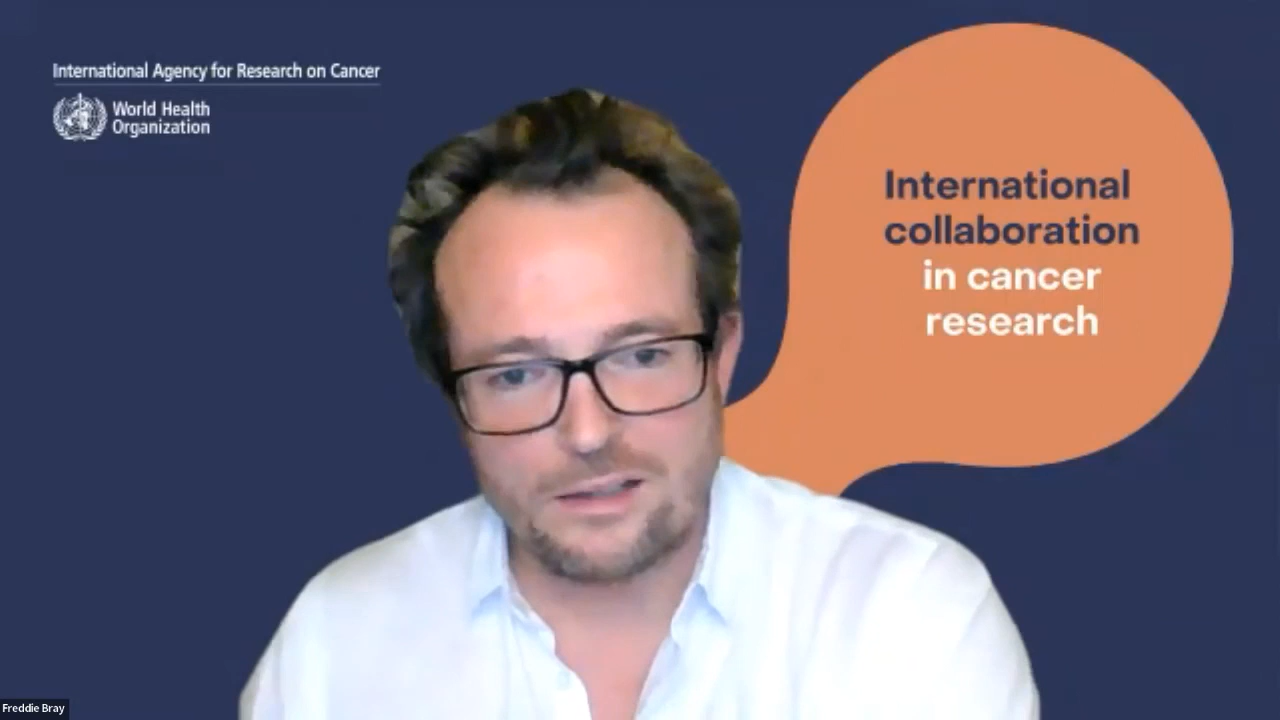 International Agency for Research on Cancer
World Health
Organization
International
collaboration
in cancer
research
Freddie Bray